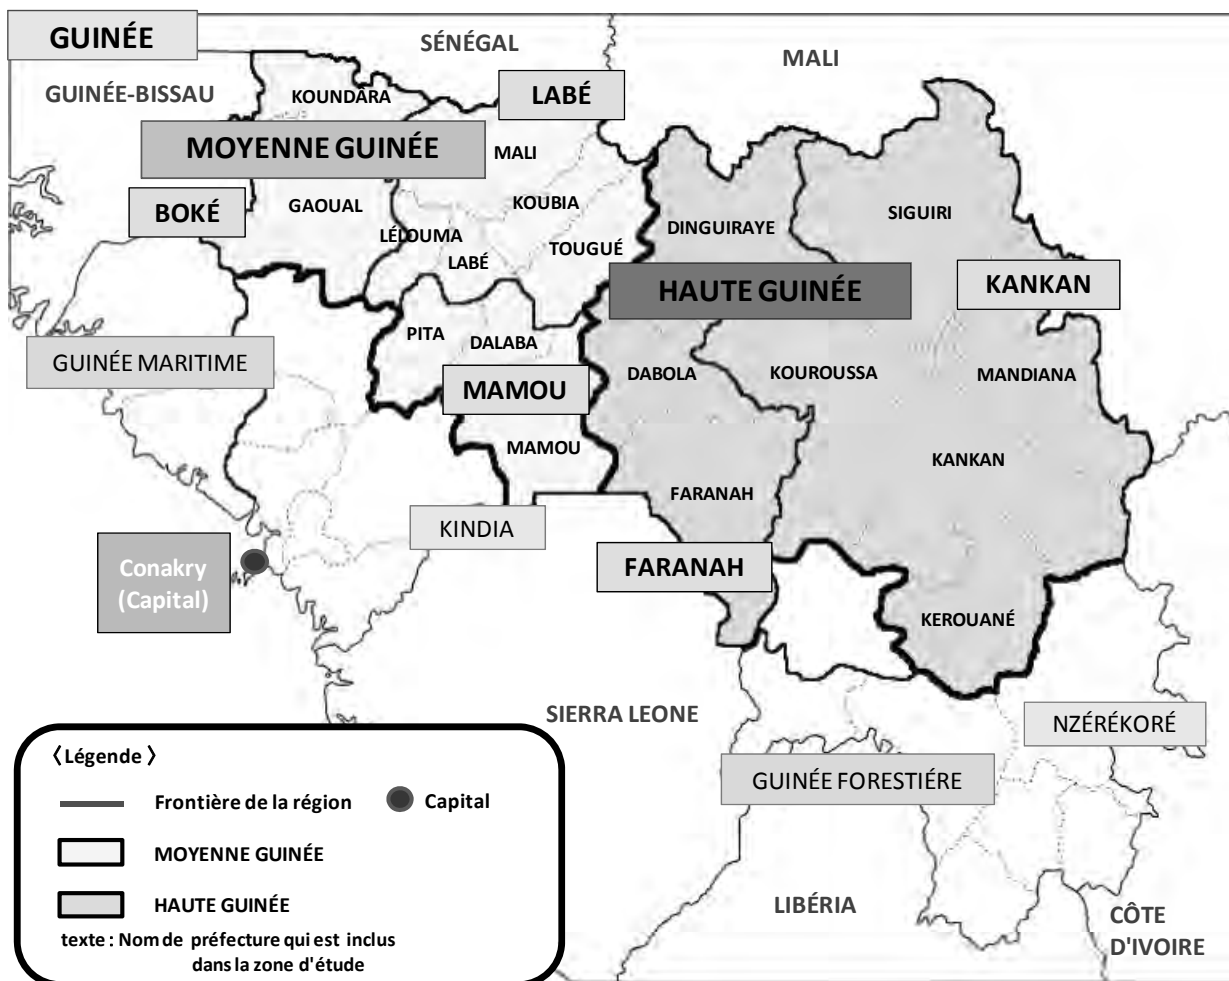 GUINÉE
SÉNÉGAL
MALI
GUINÉE-BISSAU
KOUNDÂRA
LABÉ
MOYENNE GUINÉE
MALI
BOKÉ
GAOUAL
KOUBIA
SIGUIRI
DINGUIRAYE
LÉLOUMA
LABÉ
TOUGUÉ
HAUTE GUINÉE
KANKAN
PITA
DALABA
GUINÉE MARITIME
MAMOU
DABOLA
KOUROUSSA
MANDIANA
MAMOU
KANKAN
FARANAH
KINDIA
Conakry
(Capital)
FARANAH
KEROUANÉ
SIERRA LEONE
NZÉRÉKORÉ
GUINÉE FORESTIÉRE
LIBÉRIA
CÔTE
D'IVOIRE
〈Légende〉
Frontière de la région
Capital
MOYENNE GUINÉE
HAUTE GUINÉE
texte : Nom de préfecture qui est inclus
dans la zone d'étude